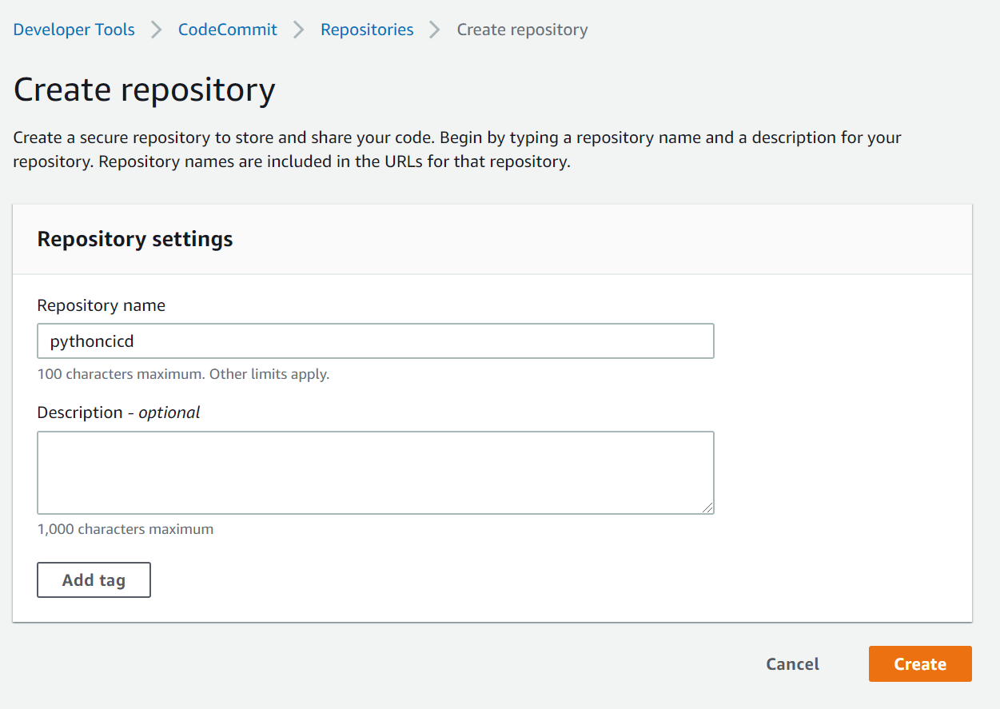 Developer Tools > CodeCommit > Repositories > Create repository
Create repository
Create a secure repository to store and share your code. Begin by typing a repository name and a description for your
repository. Repository names are included in the URLs for that repository.
Repository settings
Repository name
pythoncicd
100 characters maximum. Other limits apply.
Description - optional
1,000 characters maximum
Add tag
Cancel Create